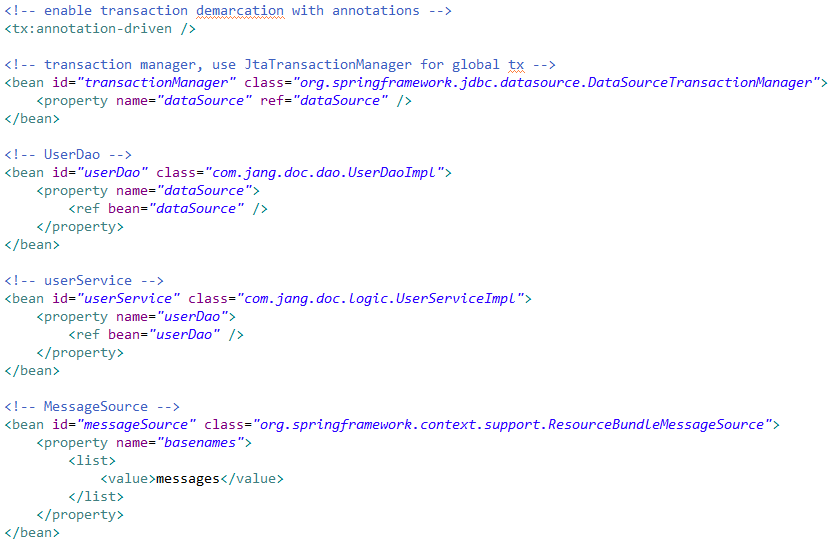 <!-- enable transaction demarcation with annotations -->
<tx:annotation-driven />
<!-- transaction manager, use JtaTransactionManager for global tx -->
<bean id="transactionManager" class="org.springframework.jdbc.datasource.DataSourceTransactionManager">
<property name="dataSource" ref="dataSource" />
</bean>
<!-- UserDao -->
<bean id="userDao" class="com.jang.doc.dao.UserDaoImpl">
<property name="dataSource">
<ref bean="dataSource" />
</property>
</bean>
<!-- userService -->
<bean id="userService" class="com.jang.doc.logic.UserServiceImpl">
<property name="userDao">
<ref bean="userDao" />
</property>
</bean>
<!-- MessageSource -->
<bean id="messageSource" class="org.springframework.context.support.ResourceBundleMessageSource">
<property name="basenames">
<list>
<value>messages</value>
</list>
</property>
</bean>